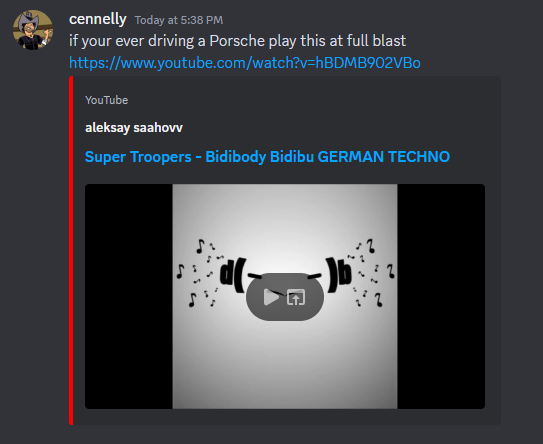 cennelly Today at 5:38 PM
if your ever driving a Porsche play this at full blast
https://www.youtube.com/watch?v=hBDMB9O2VBo
YouTube
aleksay saahovv
Super Troopers - Bidibody Bidibu GERMAN TECHNO